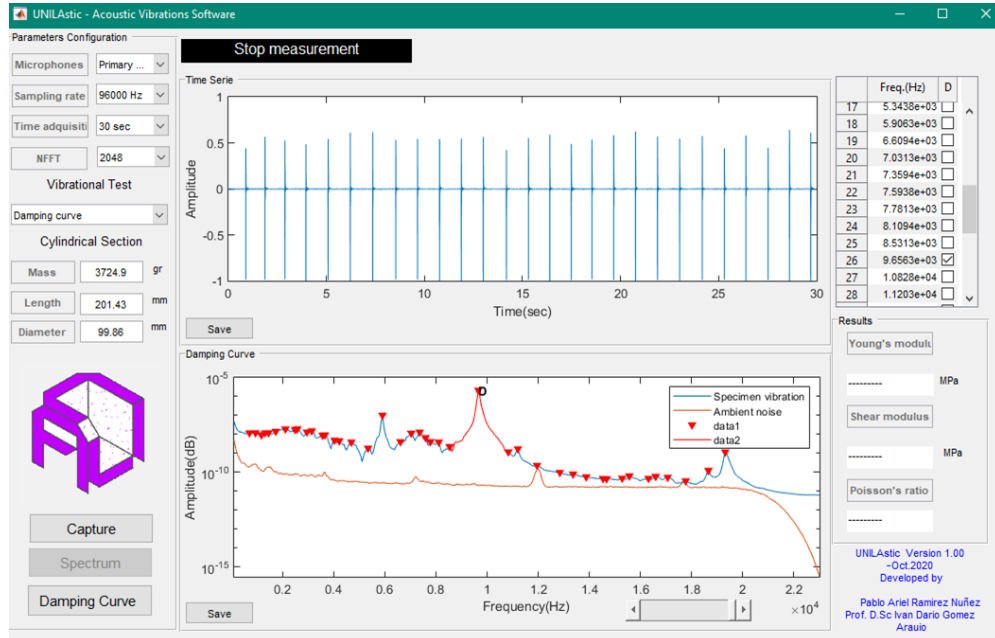 UNILAstic - Acoustic Vibrations Software
Parameters Configuration
Microphones
Primary ...
Sampling rate
96000 Hz
Time adquisiti
30 sec
NFFT
2048
Vibrational Test
Damping curve
Cylindrical Section
Mass
3724.9
gr
Length
201.43
mm
Diameter
99.86
mm
Capture
Spectrum
Damping Curve
Stop measurement
Time Serie
Amplitude
1
0.5
0
-0.5
-1
0
5
10
15
20
25
30
Time(sec)
Save
Damping Curve
Amplitude(dB)
10-5
10-10
10-15
D
Specimen vibration
Ambient noise
data1
data2
0.2
0.4
0.6
0.8
1
1.2
1.4
1.6
1.8
2
2.2
×104
Frequency(Hz)
Save
Freq.(Hz) D
17 5.3438e+03
18 5.9063e+03
19 6.6094e+03
20 7.0313e+03
21 7.3594e+03
22 7.5938e+03
23 7.7813e+03
24 8.1094e+03
25 8.5313e+03
26 9.6563e+03
27 1.0828e+04
28 1.1203e+04
Results
Young's modulu
---------
MPa
Shear modulus
---------
MPa
Poisson's ratio
---------
UNILAstic Version 1.00
-Oct.2020
Developed by
Pablo Ariel Ramirez Nuñez
Prof. D.Sc Ivan Dario Gomez
Araujo